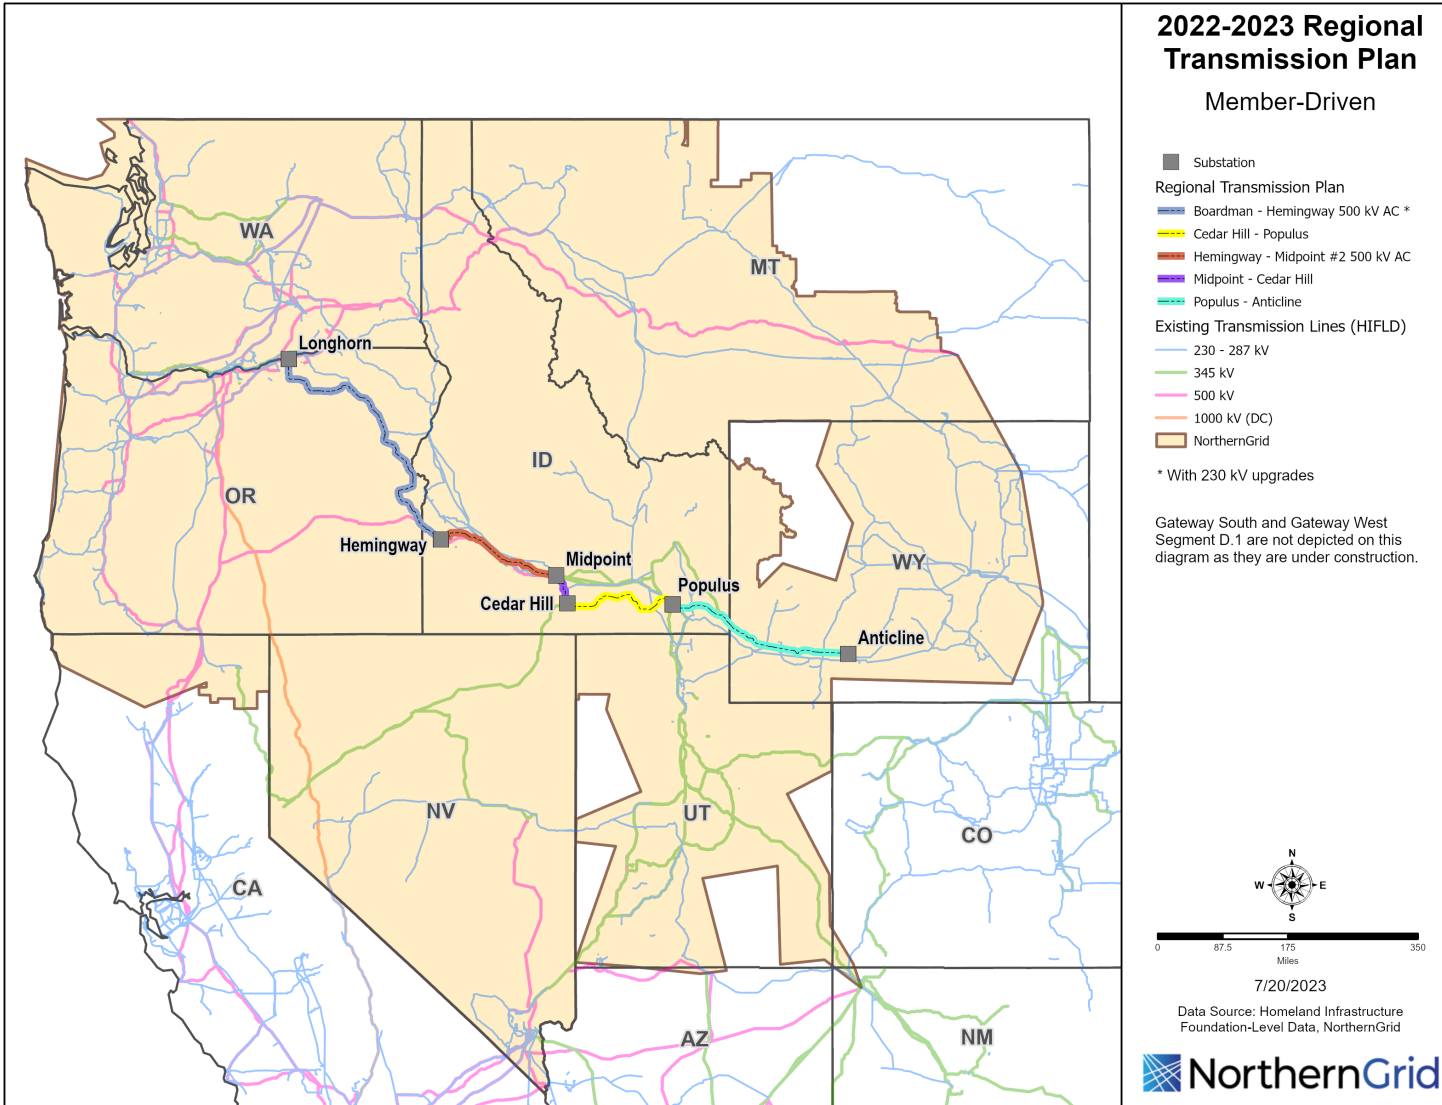 2022-2023 Regional
Transmission Plan
Member-Driven
Substation
Regional Transmission Plan
Boardman - Hemingway 500 kV AC *
Cedar Hill - Populus
Hemingway - Midpoint #2 500 kV AC
Midpoint - Cedar Hill
Populus - Anticline
Existing Transmission Lines (HIFLD)
230 - 287 kV
345 kV
500 kV
1000 kV (DC)
NorthernGrid
* With 230 kV upgrades
Gateway South and Gateway West
Segment D.1 are not depicted on this
diagram as they are under construction.
WA
MT
Longhorn
ID
OR
Hemingway
Midpoint
WY
Populus
Cedar Hill
Anticline
NV
UT
CO
CA
AZ
NM
N
W E
S
0 87.5 175 350
Miles
7/20/2023
Data Source: Homeland Infrastructure
Foundation-Level Data, NorthernGrid
NorthernGrid